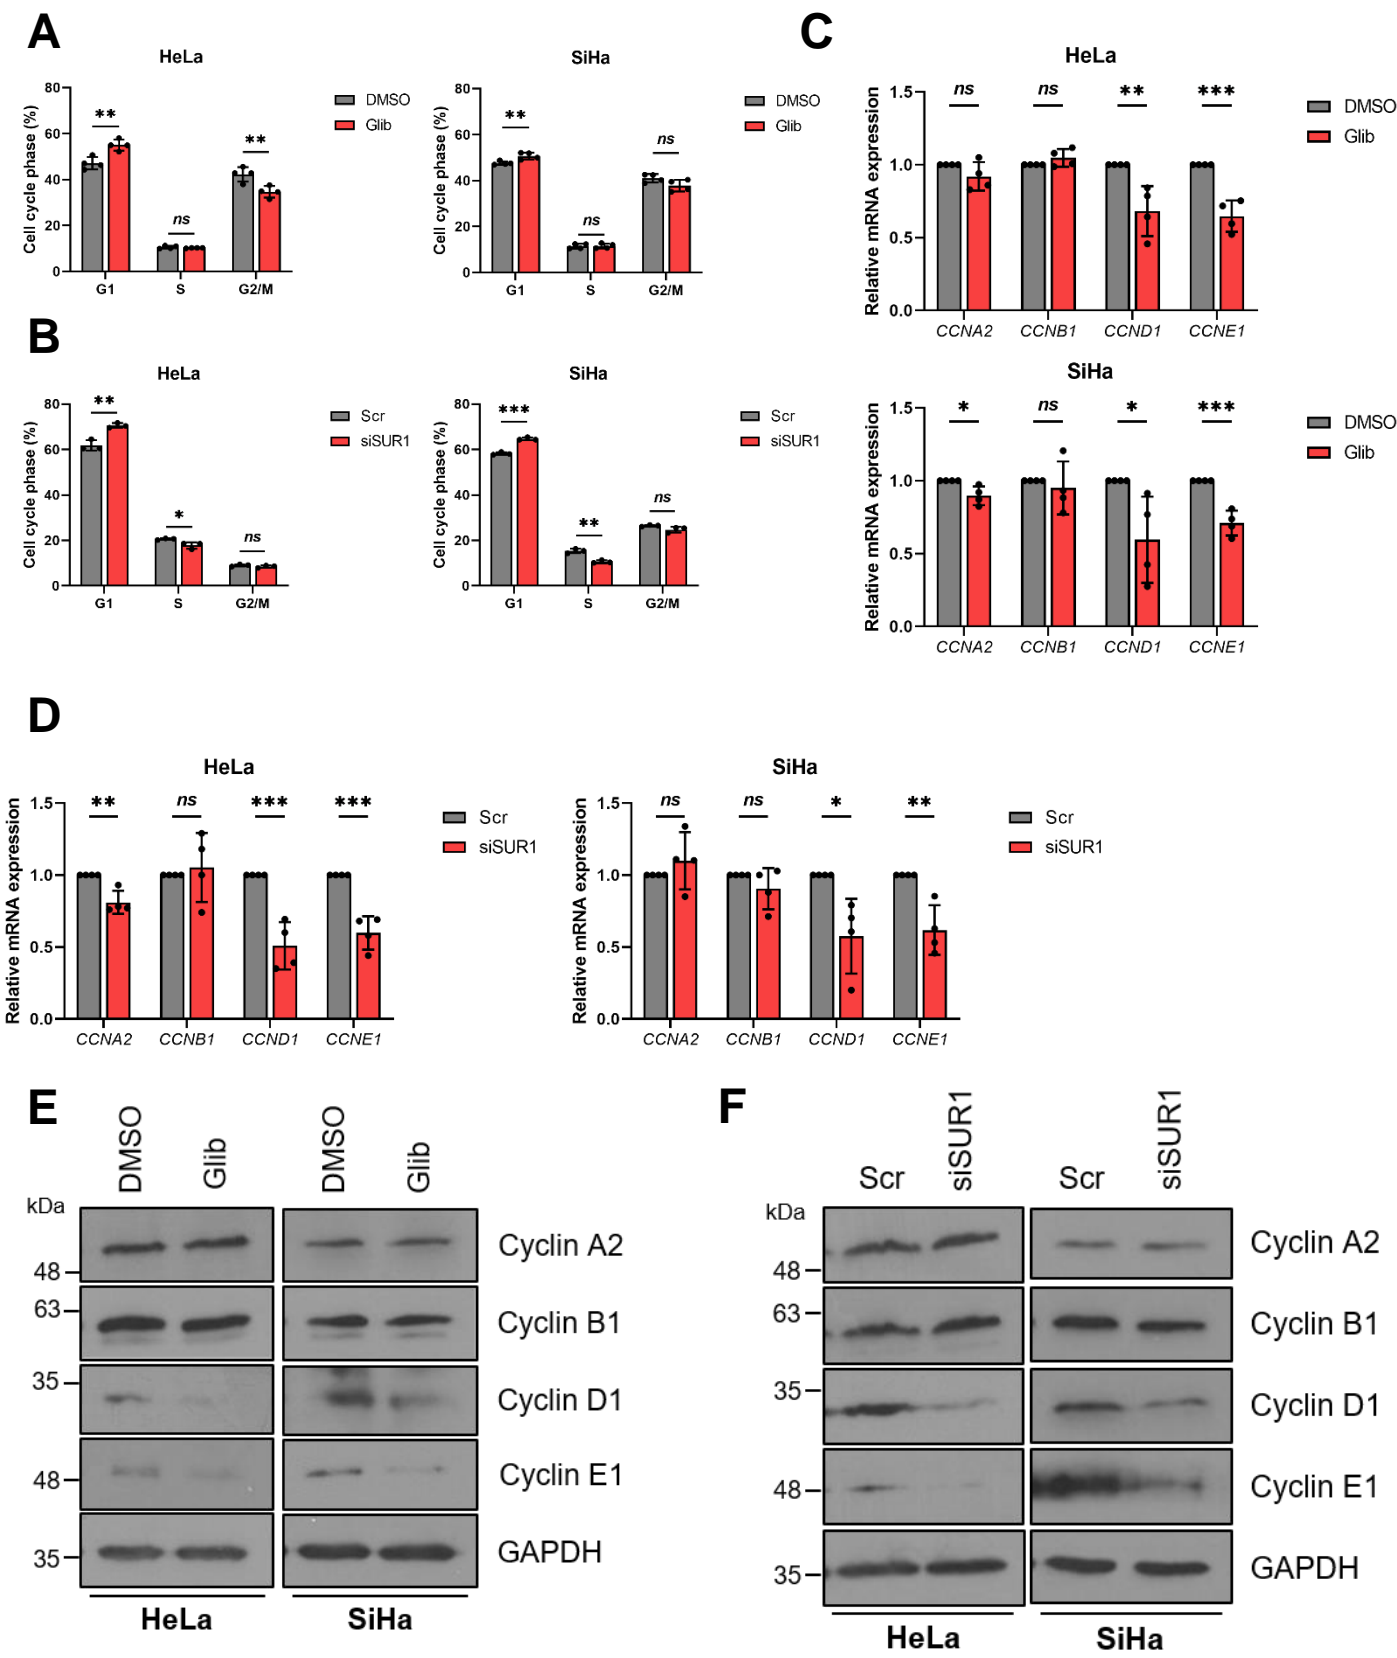 A
HeLa
Cell cycle phase (%)
80
60
40
20
0
**
ns
**
G1 S G2/M
DMSO
Glib
SiHa
Cell cycle phase (%)
80
60
40
20
0
**
ns
ns
G1 S G2/M
DMSO
Glib
B
HeLa
Cell cycle phase (%)
80
60
40
20
0
**
*
ns
G1 S G2/M
Scr
siSUR1
SiHa
Cell cycle phase (%)
80
60
40
20
0
***
**
ns
G1 S G2/M
Scr
siSUR1
C
HeLa
Relative mRNA expression
1.5
1.0
0.5
0.0
ns ns ** ***
CCNA2 CCNB1 CCND1 CCNE1
DMSO
Glib
SiHa
Relative mRNA expression
1.5
1.0
0.5
0.0
* ns * ***
CCNA2 CCNB1 CCND1 CCNE1
DMSO
Glib
D
HeLa
Relative mRNA expression
1.5
1.0
0.5
0.0
** ns *** ***
CCNA2 CCNB1 CCND1 CCNE1
Scr
siSUR1
SiHa
Relative mRNA expression
1.5
1.0
0.5
0.0
ns ns * **
CCNA2 CCNB1 CCND1 CCNE1
Scr
siSUR1
E
DMSO Glib DMSO Glib
kDa
48
Cyclin A2
63
Cyclin B1
35
Cyclin D1
48
Cyclin E1
35
GAPDH
HeLa SiHa
F
Scr siSUR1 Scr siSUR1
kDa
48
Cyclin A2
63
Cyclin B1
35
Cyclin D1
48
Cyclin E1
35
GAPDH
HeLa SiHa